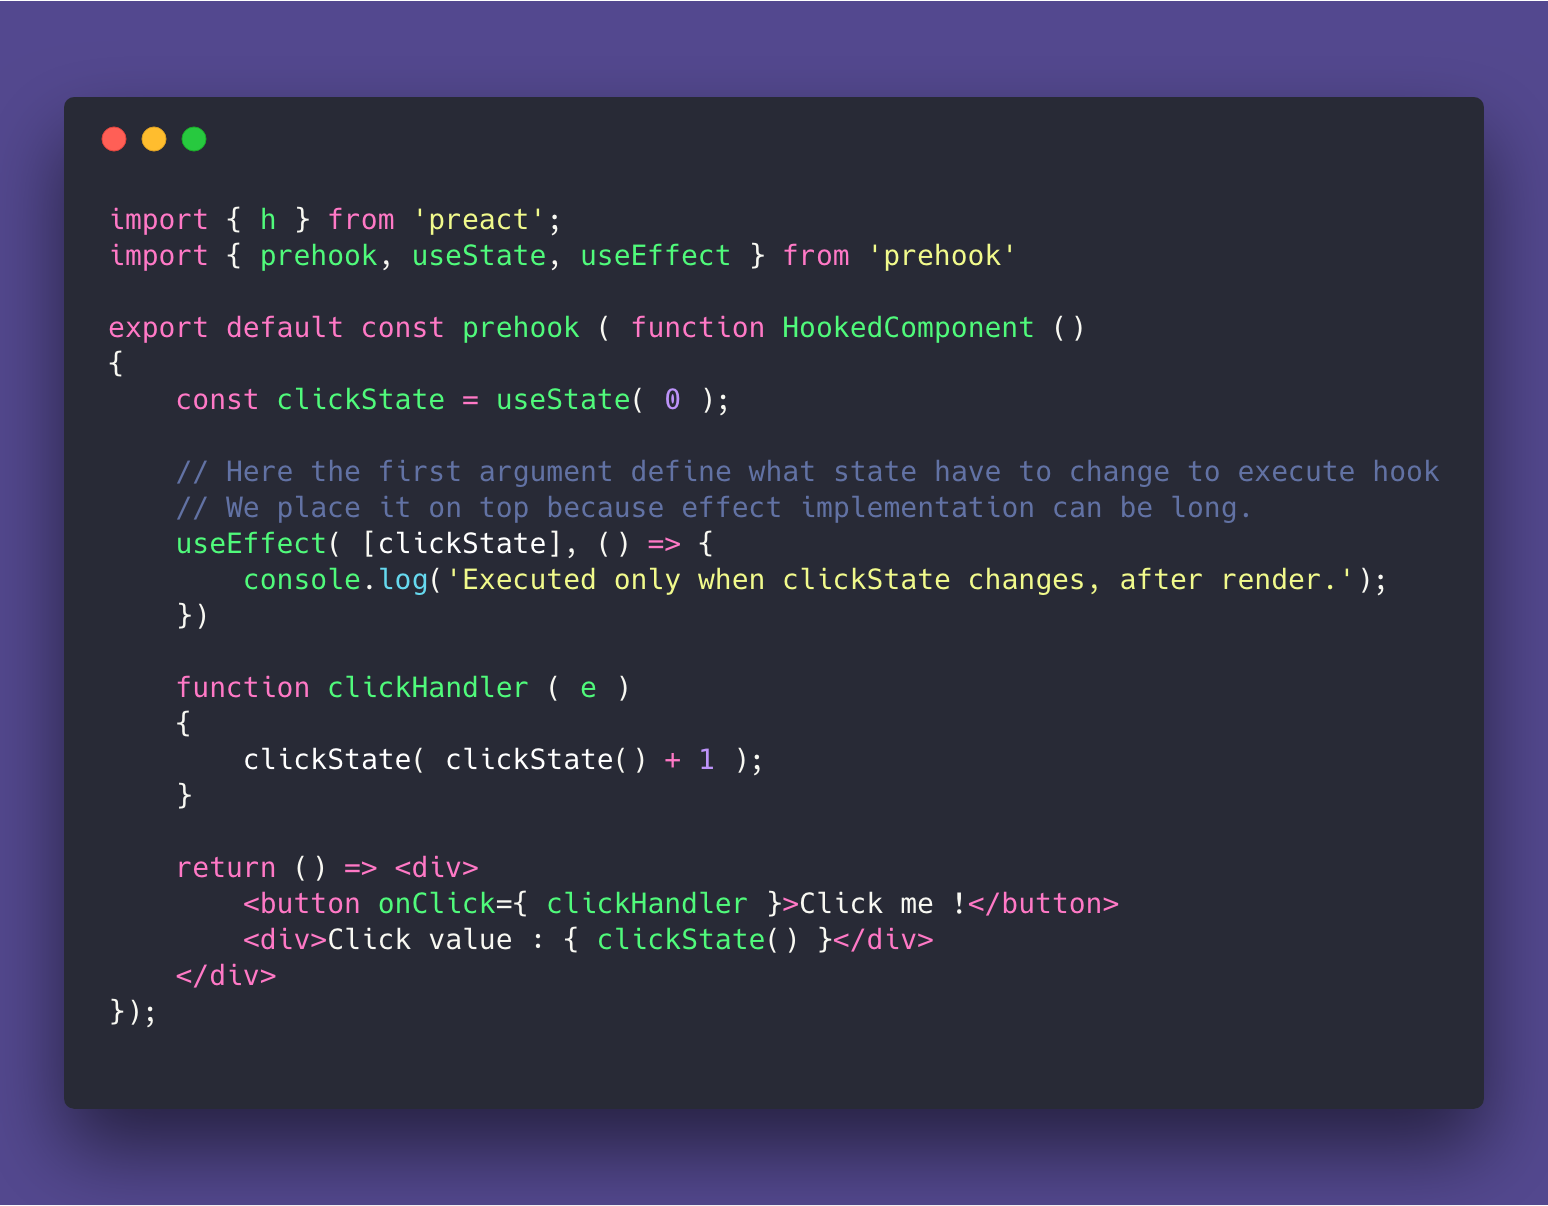 import { h } from 'preact';
import { prehook, useState, useEffect } from 'prehook'

export default const prehook ( function HookedComponent ()
{
    const clickState = useState( 0 );

    // Here the first argument define what state have to change to execute hook
    // We place it on top because effect implementation can be long.
    useEffect( [clickState], () => {
        console.log('Executed only when clickState changes, after render.');
    })

    function clickHandler ( e )
    {
        clickState( clickState() + 1 );
    }

    return () => <div>
        <button onClick={ clickHandler }>Click me !</button>
        <div>Click value : { clickState() }</div>
    </div>
});